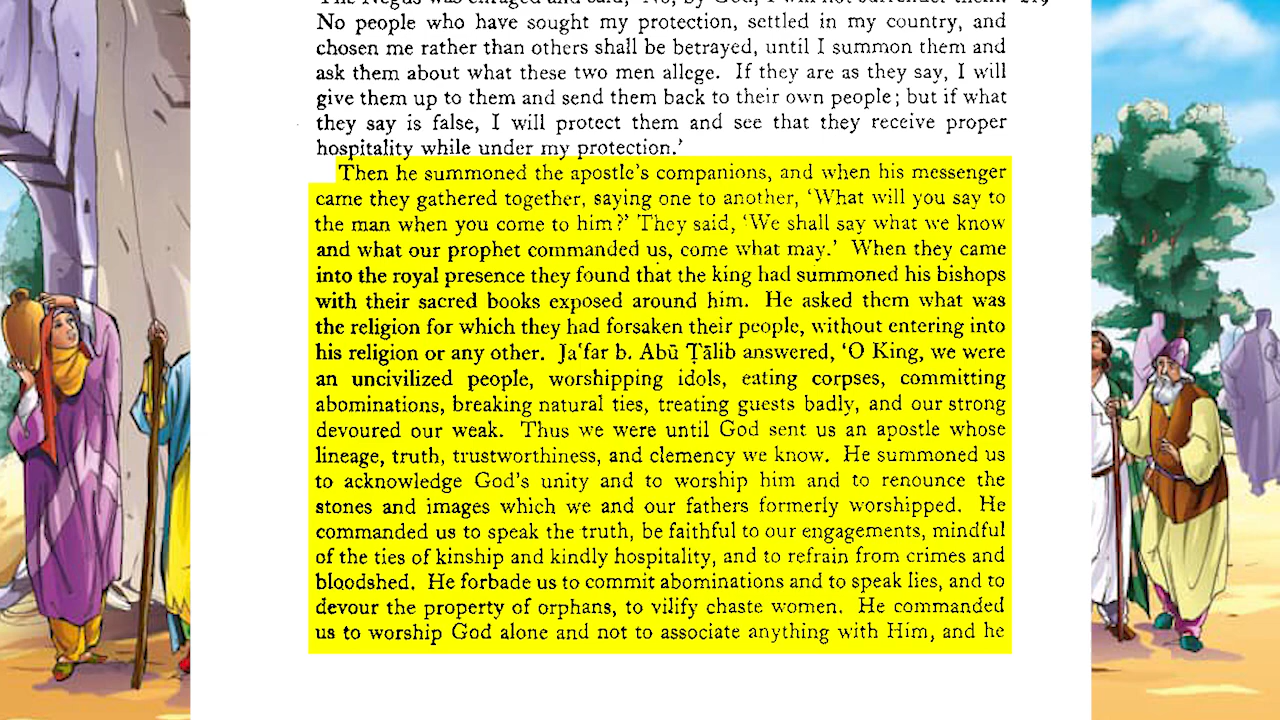 The Negus was enraged and said, 'No, by God, I will not surrender them. 219
No people who have sought my protection, settled in my country, and
chosen me rather than others shall be betrayed, until I summon them and
ask them about what these two men allege. If they are as they say, I will
give them up to them and send them back to their own people; but if what
they say is false, I will protect them and see that they receive proper
hospitality while under my protection.'
Then he summoned the apostle's companions, and when his messenger
came they gathered together, saying one to another, 'What will you say to
the man when you come to him?' They said, 'We shall say what we know
and what our prophet commanded us, come what may.' When they came
into the royal presence they found that the king had summoned his bishops
with their sacred books exposed around him. He asked them what was
the religion for which they had forsaken their people, without entering into
his religion or any other. Ja'far b. Abū Ṭālib answered, 'O King, we were
an uncivilized people, worshipping idols, eating corpses, committing
abominations, breaking natural ties, treating guests badly, and our strong
devoured our weak. Thus we were until God sent us an apostle whose
lineage, truth, trustworthiness, and clemency we know. He summoned us
to acknowledge God's unity and to worship him and to renounce the
stones and images which we and our fathers formerly worshipped. He
commanded us to speak the truth, be faithful to our engagements, mindful
of the ties of kinship and kindly hospitality, and to refrain from crimes and
bloodshed. He forbade us to commit abominations and to speak lies, and to
devour the property of orphans, to vilify chaste women. He commanded
us to worship God alone and not to associate anything with Him, and he